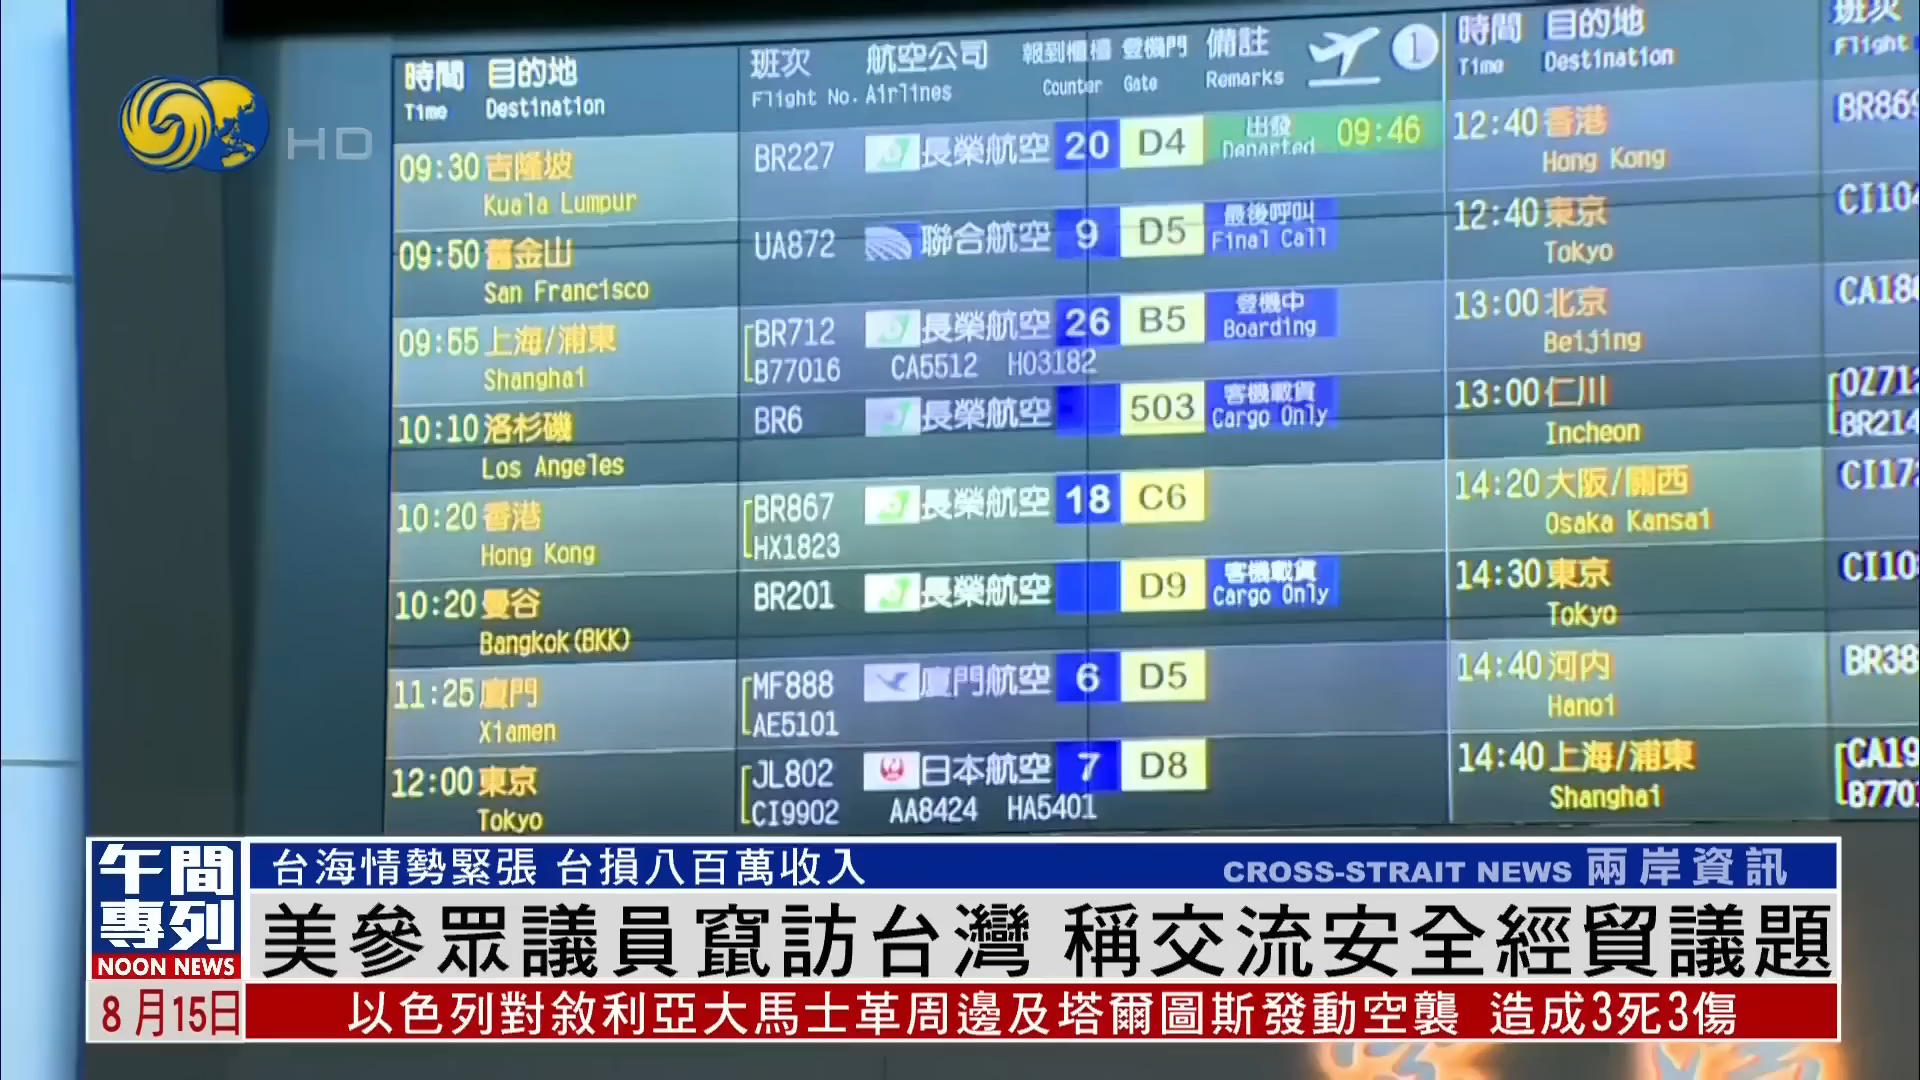 HD
時間 目的地 班次 航空公司 報到櫃檯 登機門 備註 1
Time Destination Flight No. Airlines Counter Gate Remarks
09:30 吉隆坡 BR227 長榮航空 20 D4 出發 09:46
Kuala Lumpur Departed
09:50 舊金山 UA872 聯合航空 9 D5 最後呼叫
San Francisco Final Call
09:55 上海/浦東 BR712 長榮航空 26 B5 登機中
Shanghai B77016 CA5512 HO3182 Boarding
10:10 洛杉磯 BR6 長榮航空 503 客機載貨
Los Angeles Cargo Only
10:20 香港 BR867 長榮航空 18 C6
Hong Kong HX1823
10:20 曼谷 BR201 長榮航空 D9 客機載貨
Bangkok(BKK) Cargo Only
11:25 廈門 MF888 廈門航空 6 D5
Xiamen AE5101
12:00 東京 JL802 日本航空 7 D8
Tokyo CI9902 AA8424 HA5401
時間 目的地 班次
Time Destination Flight
12:40 香港 BR869
Hong Kong
12:40 東京 CI104
Tokyo
13:00 北京
Beijing
13:00 仁川 OZ712
Incheon BR214
14:20 大阪/關西 CI172
Osaka Kansai
14:30 東京
Tokyo
14:40 河內
Hanoi
14:40 上海/浦東
Shanghai
午間專列
NOON NEWS
8月15日
台海情勢緊張 台損八百萬收入
CROSS-STRAIT NEWS 兩岸資訊
美參眾議員竄訪台灣 稱交流安全經貿議題
以色列對敘利亞大馬士革周邊及塔爾圖斯發動空襲 造成3死3傷